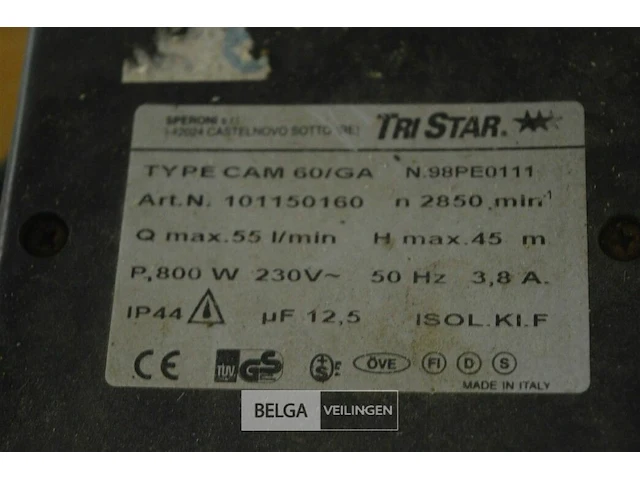 SPERONI s.r.l.
I-42024 CASTELNOVO SOTTO (RE)
TRI STAR.
TYPE CAM 60/GA N.98PE0111
Art.N. 101150160 n 2850 min-1
Q max.55 l/min H max.45 m
P,800 W 230V~ 50 Hz 3,8 A.
IP44 µF 12,5 ISOL.KI.F
CE TÜV GS S ÖVE FI D S
MADE IN ITALY
BELGA VEILINGEN